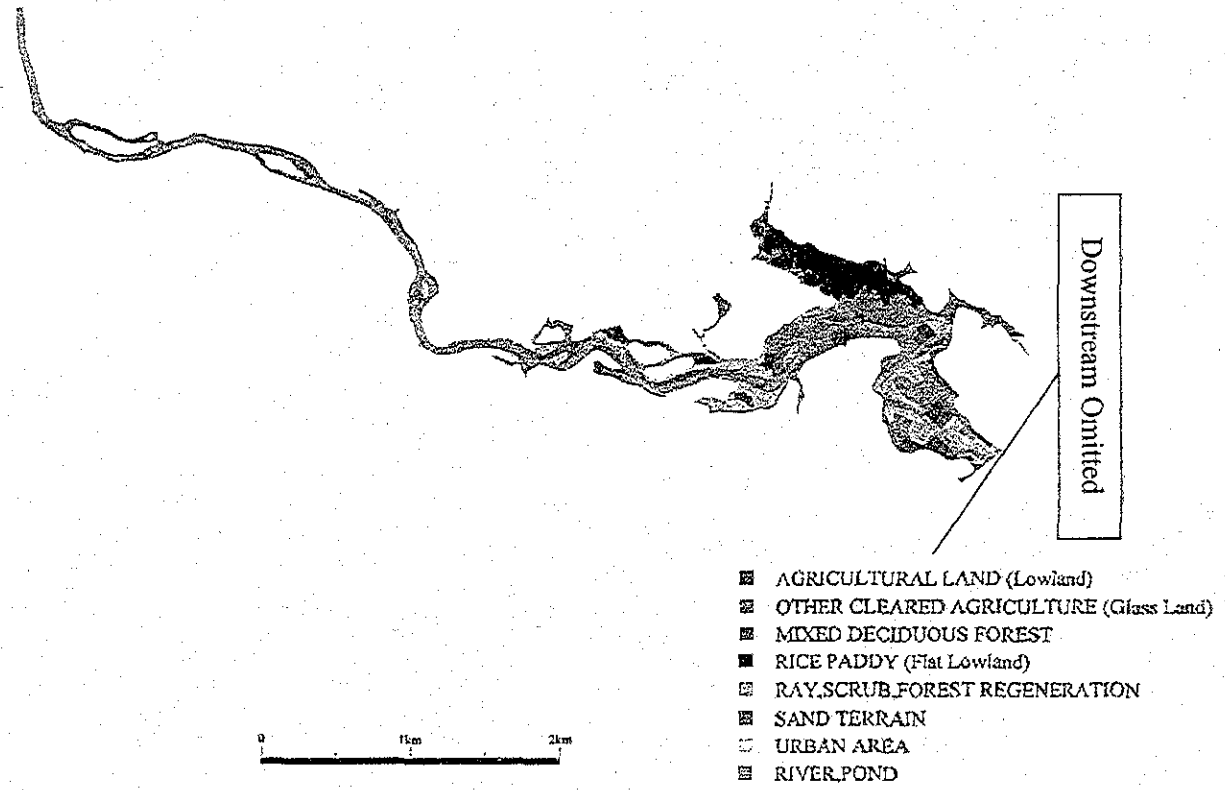 Downstream Omitted
AGRICULTURAL LAND (Lowland)
OTHER CLEARED AGRICULTURE (Glass Land)
MIXED DECIDUOUS FOREST
RICE PADDY (Flat Lowland)
RAY,SCRUB,FOREST REGENERATION
SAND TERRAIN
URBAN AREA
RIVER,POND
0 1km 2km